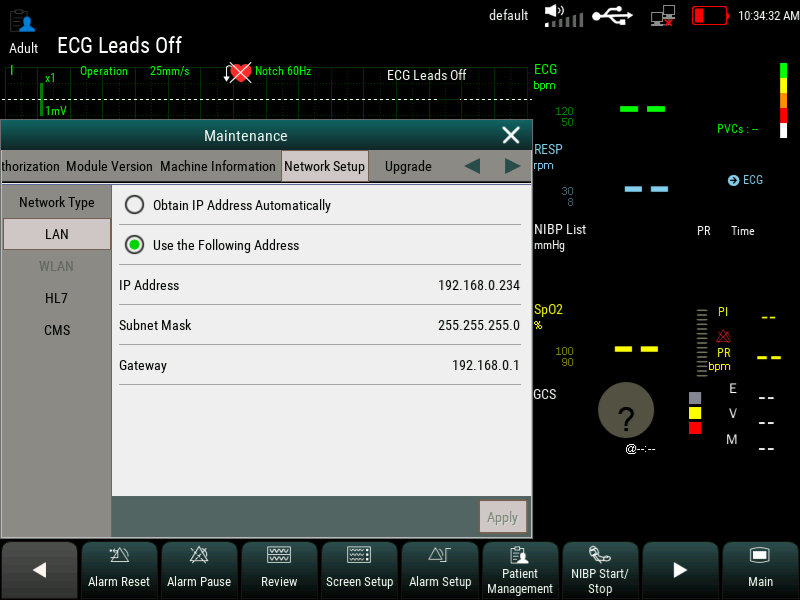 default
10:34:32 AM
Adult
ECG Leads Off
I
x1
Operation
25mm/s
Notch 60Hz
ECG Leads Off
1mV
ECG
bpm
120
50
-- --
PVCs : --
RESP
rpm
30
8
-- --
ECG
NIBP List
PR
Time
mmHg
SpO2
%
100
90
-- --
PI
--
PR
bpm
--
GCS
?
@--:--
E
--
V
--
M
--
Maintenance
thorization
Module Version
Machine Information
Network Setup
Upgrade
Network Type
LAN
WLAN
HL7
CMS
Obtain IP Address Automatically
Use the Following Address
IP Address
192.168.0.234
Subnet Mask
255.255.255.0
Gateway
192.168.0.1
Apply
Alarm Reset
Alarm Pause
Review
Screen Setup
Alarm Setup
Patient
Management
NIBP Start/
Stop
Main